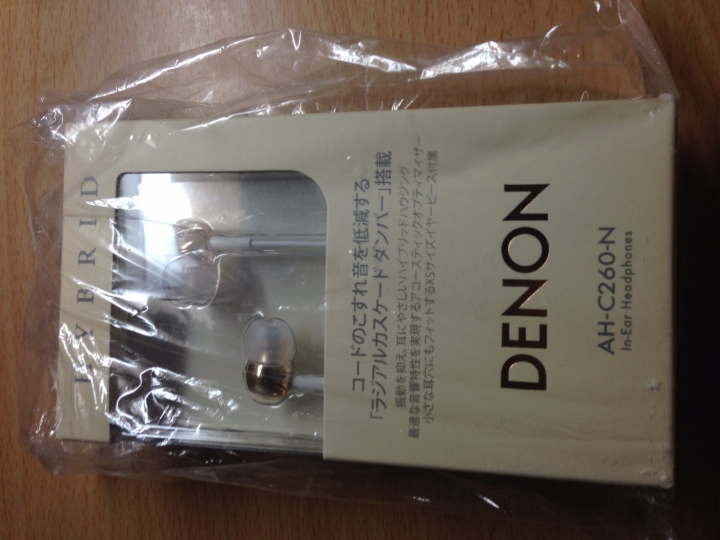 HYBRID
コードのこすれ音を低減する
「ラジアルカスケードダンパー」搭載
振動を抑え、耳にやさしいハイブリッドハウジング
最適な音響特性を実現するアコースティックオプティマイザー
小さな耳穴にもフィットするXSサイズイヤーピース付属
DENON
AH-C260-N
In-Ear Headphones